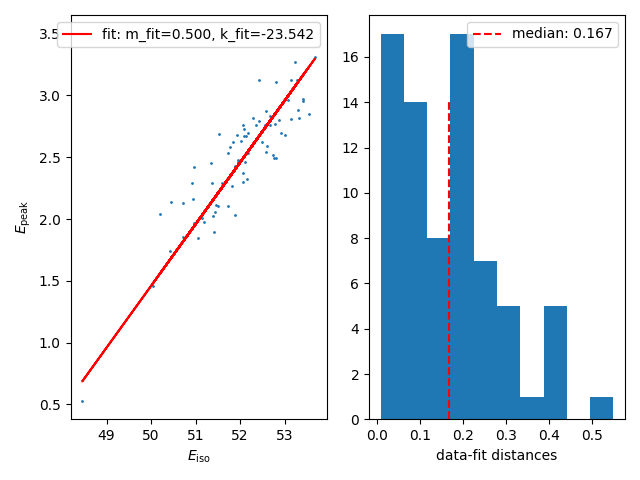 fit: m_fit=0.500, k_fit=-23.542
3.5
3.0
2.5
2.0
1.5
1.0
0.5
E_peak
49 50 51 52 53
E_iso
median: 0.167
16
14
12
10
8
6
4
2
0
0.0 0.1 0.2 0.3 0.4 0.5
data-fit distances